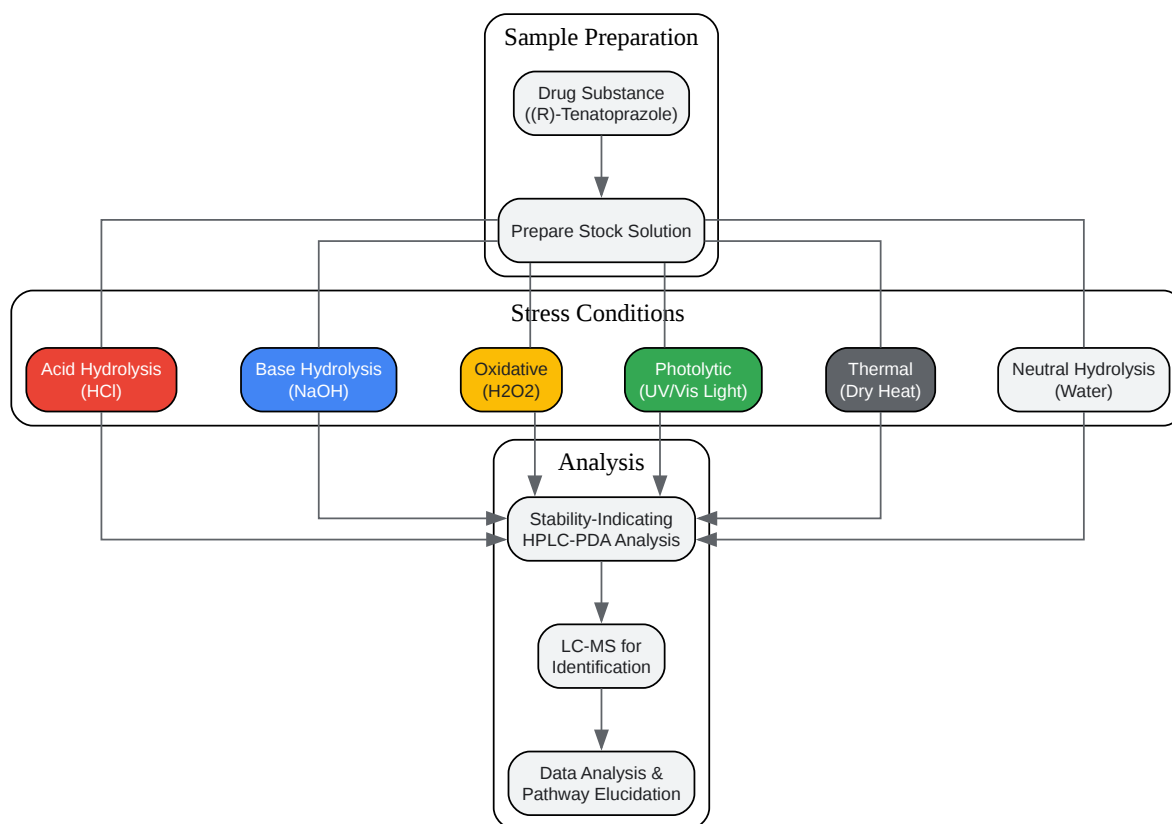 Sample Preparation
Drug Substance
((R)-Tenatoprazole)
Prepare Stock Solution
Stress Conditions
Acid Hydrolysis
(HCl)
Base Hydrolysis
(NaOH)
Oxidative
(H2O2)
Photolytic
(UV/Vis Light)
Thermal
(Dry Heat)
Neutral Hydrolysis
(Water)
Analysis
Stability-Indicating
HPLC-PDA Analysis
LC-MS for
Identification
Data Analysis &
Pathway Elucidation